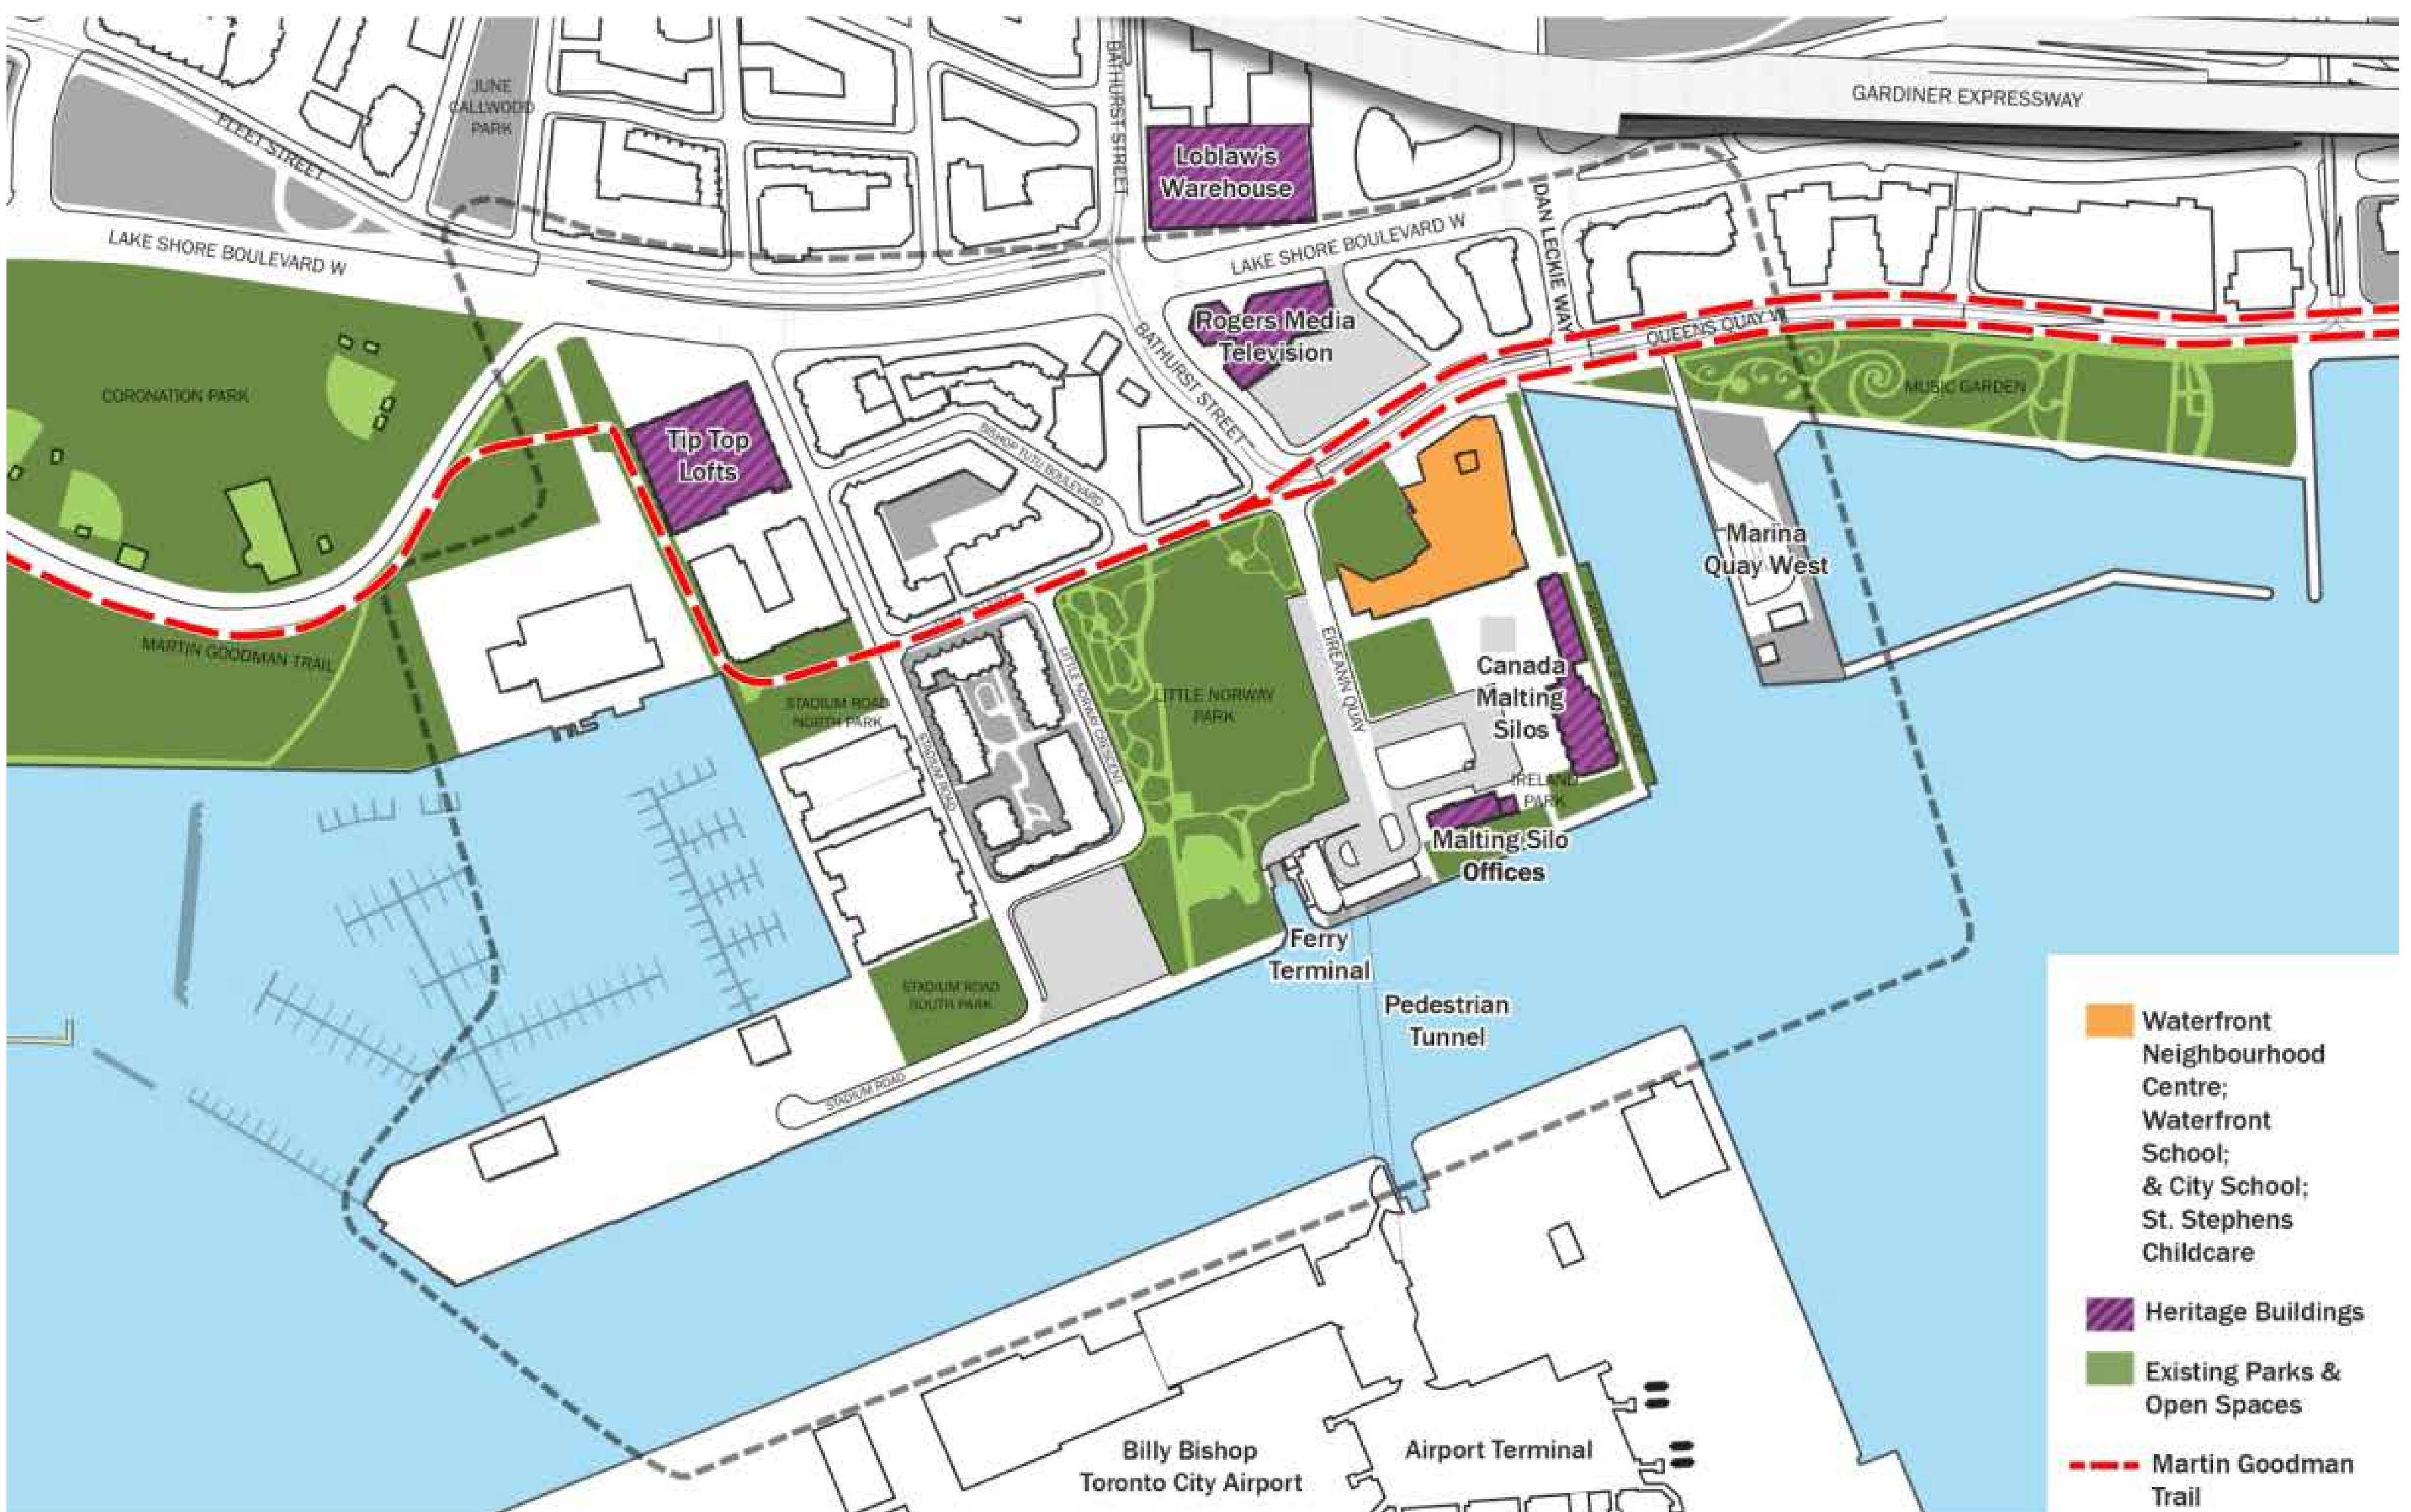 GARDINER EXPRESSWAY
JUNE
CALLWOOD
PARK
BATHURST STREET
FLEET STREET
Loblaw's
Warehouse
LAKE SHORE BOULEVARD W
LAKE SHORE BOULEVARD W
DAN LECKIE WAY
Rogers Media
Television
QUEENS QUAY W
BATHURST STREET
CORONATION PARK
MUSIC GARDEN
Tip Top
Lofts
BISHOP TUTU BOULEVARD
Marina
Quay West
MARTIN GOODMAN TRAIL
EIREANN QUAY
LITTLE NORWAY CRESCENT
Canada
Malting
Silos
LITTLE NORWAY
PARK
STADIUM ROAD
NORTH PARK
STADIUM ROAD
IRELAND
PARK
Malting Silo
Offices
Ferry
Terminal
STADIUM ROAD
SOUTH PARK
Pedestrian
Tunnel
STADIUM ROAD
Billy Bishop
Toronto City Airport
Airport Terminal
Waterfront
Neighbourhood
Centre;
Waterfront
School;
& City School;
St. Stephens
Childcare
Heritage Buildings
Existing Parks &
Open Spaces
Martin Goodman
Trail